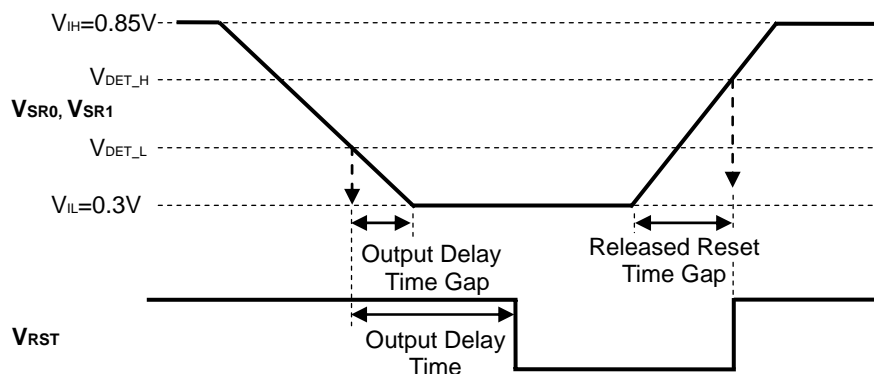 VIH=0.85V
VDET_H
VSR0, VSR1
VDET_L
VIL=0.3V
Output Delay
Time Gap
Released Reset
Time Gap
VRST
Output Delay
Time